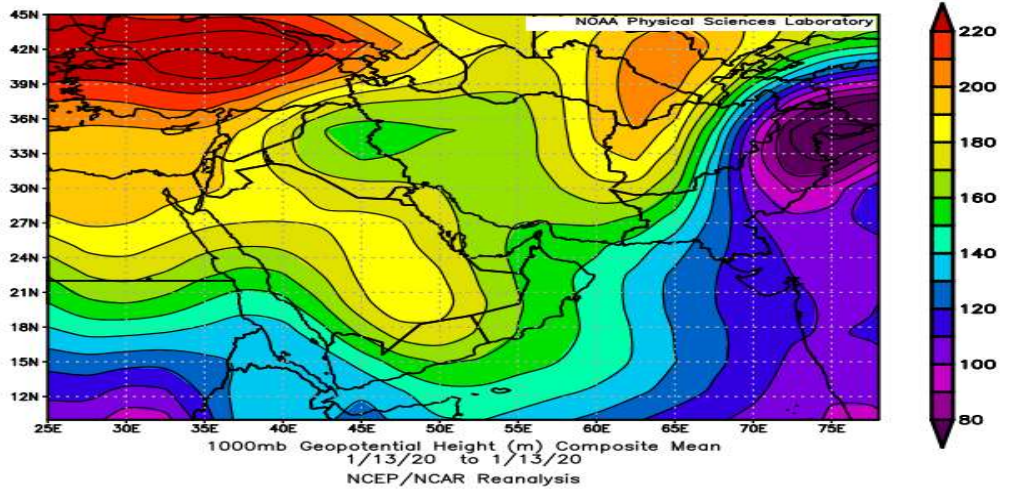 NOAA Physical Sciences Laboratory
45N
42N
39N
36N
33N
30N
27N
24N
21N
18N
15N
12N
25E 30E 35E 40E 45E 50E 55E 60E 65E 70E 75E
220
200
180
160
140
120
100
80
1000mb Geopotential Height (m) Composite Mean
1/13/20 to 1/13/20
NCEP/NCAR Reanalysis